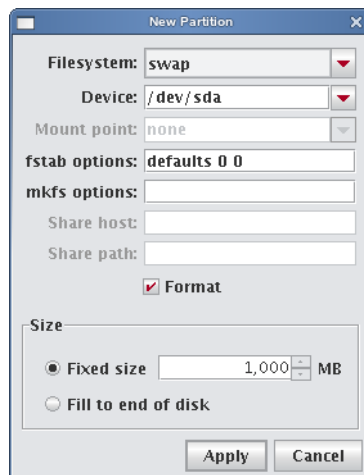 New Partition
Filesystem: swap
Device: /dev/sda
Mount point: none
fstab options: defaults 0 0
mkfs options:
Share host:
Share path:
Format
Size
Fixed size 1,000 MB
Fill to end of disk
Apply Cancel